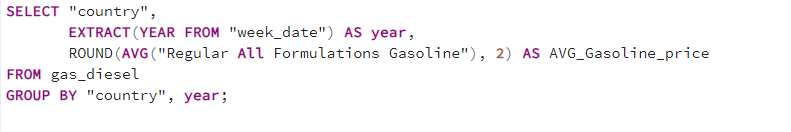 SELECT "country",
       EXTRACT(YEAR FROM "week_date") AS year,
       ROUND(AVG("Regular All Formulations Gasoline"), 2) AS AVG_Gasoline_price
FROM gas_diesel
GROUP BY "country", year;